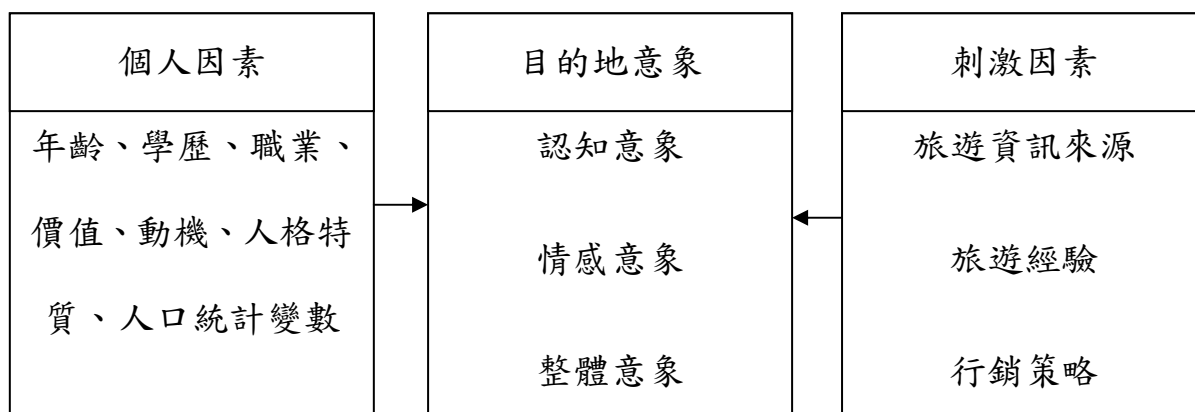 個人因素
年齡、學歷、職業、
價值、動機、人格特
質、人口統計變數
目的地意象
認知意象
情感意象
整體意象
刺激因素
旅遊資訊來源
旅遊經驗
行銷策略